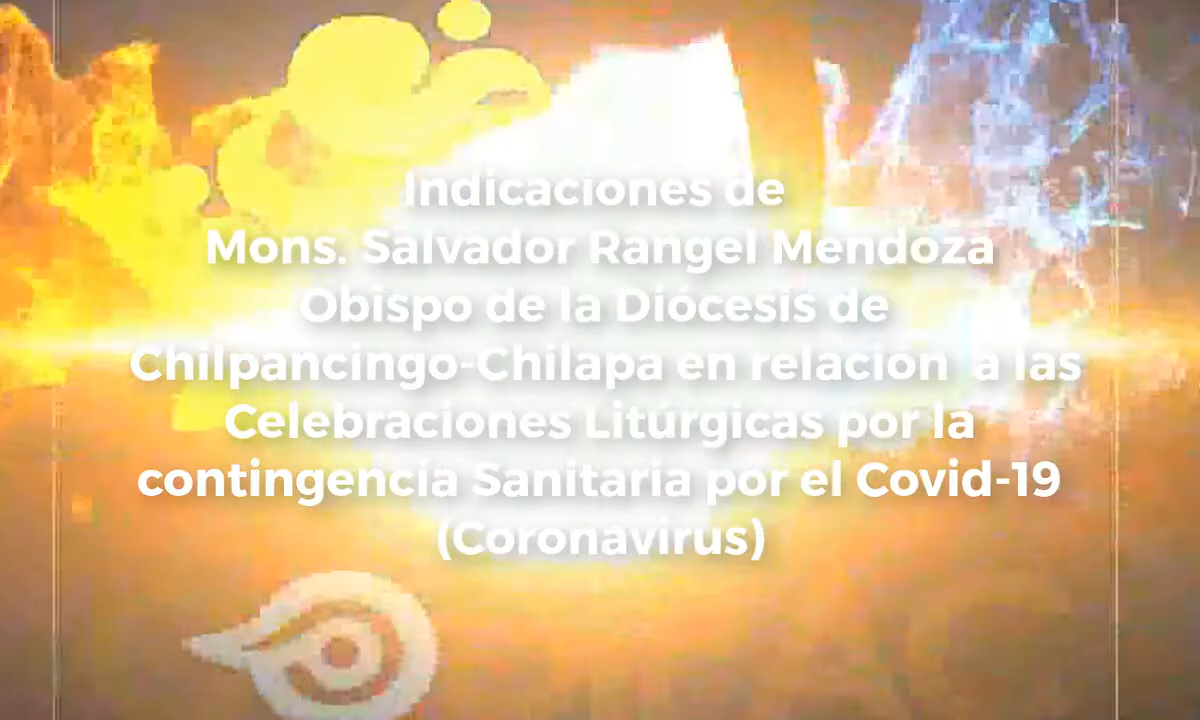 Indicaciones de
Mons. Salvador Rangel Mendoza
Obispo de la Diócesis de
Chilpancingo-Chilapa en relación a las
Celebraciones Litúrgicas por la
contingencia Sanitaria por el Covid-19
(Coronavirus)